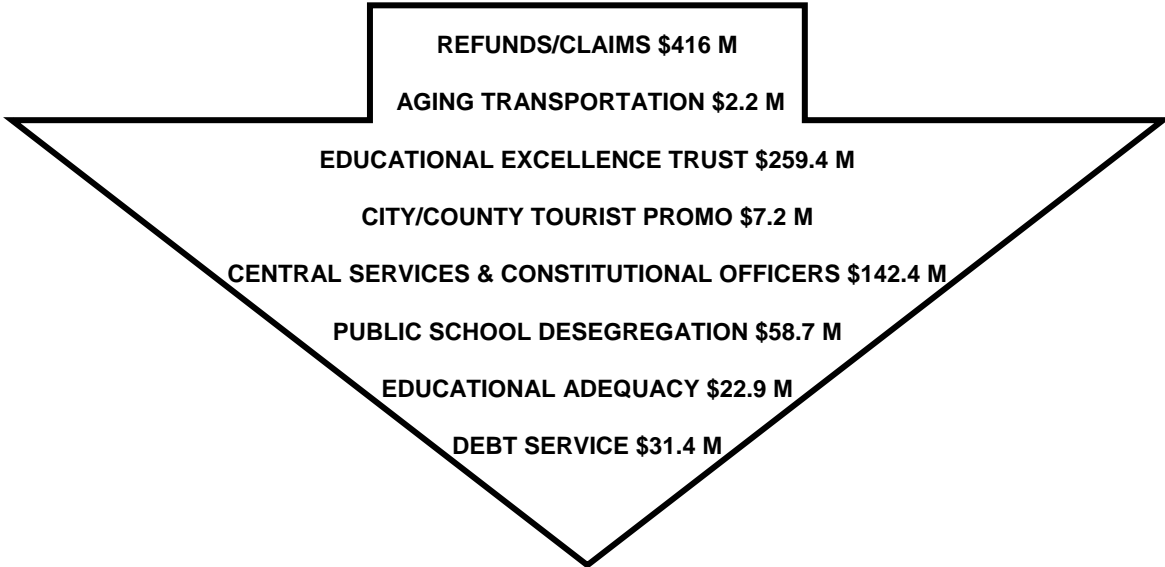 REFUNDS/CLAIMS $416 M
AGING TRANSPORTATION $2.2 M
EDUCATIONAL EXCELLENCE TRUST $259.4 M
CITY/COUNTY TOURIST PROMO $7.2 M
CENTRAL SERVICES & CONSTITUTIONAL OFFICERS $142.4 M
PUBLIC SCHOOL DESEGREGATION $58.7 M
EDUCATIONAL ADEQUACY $22.9 M
DEBT SERVICE $31.4 M